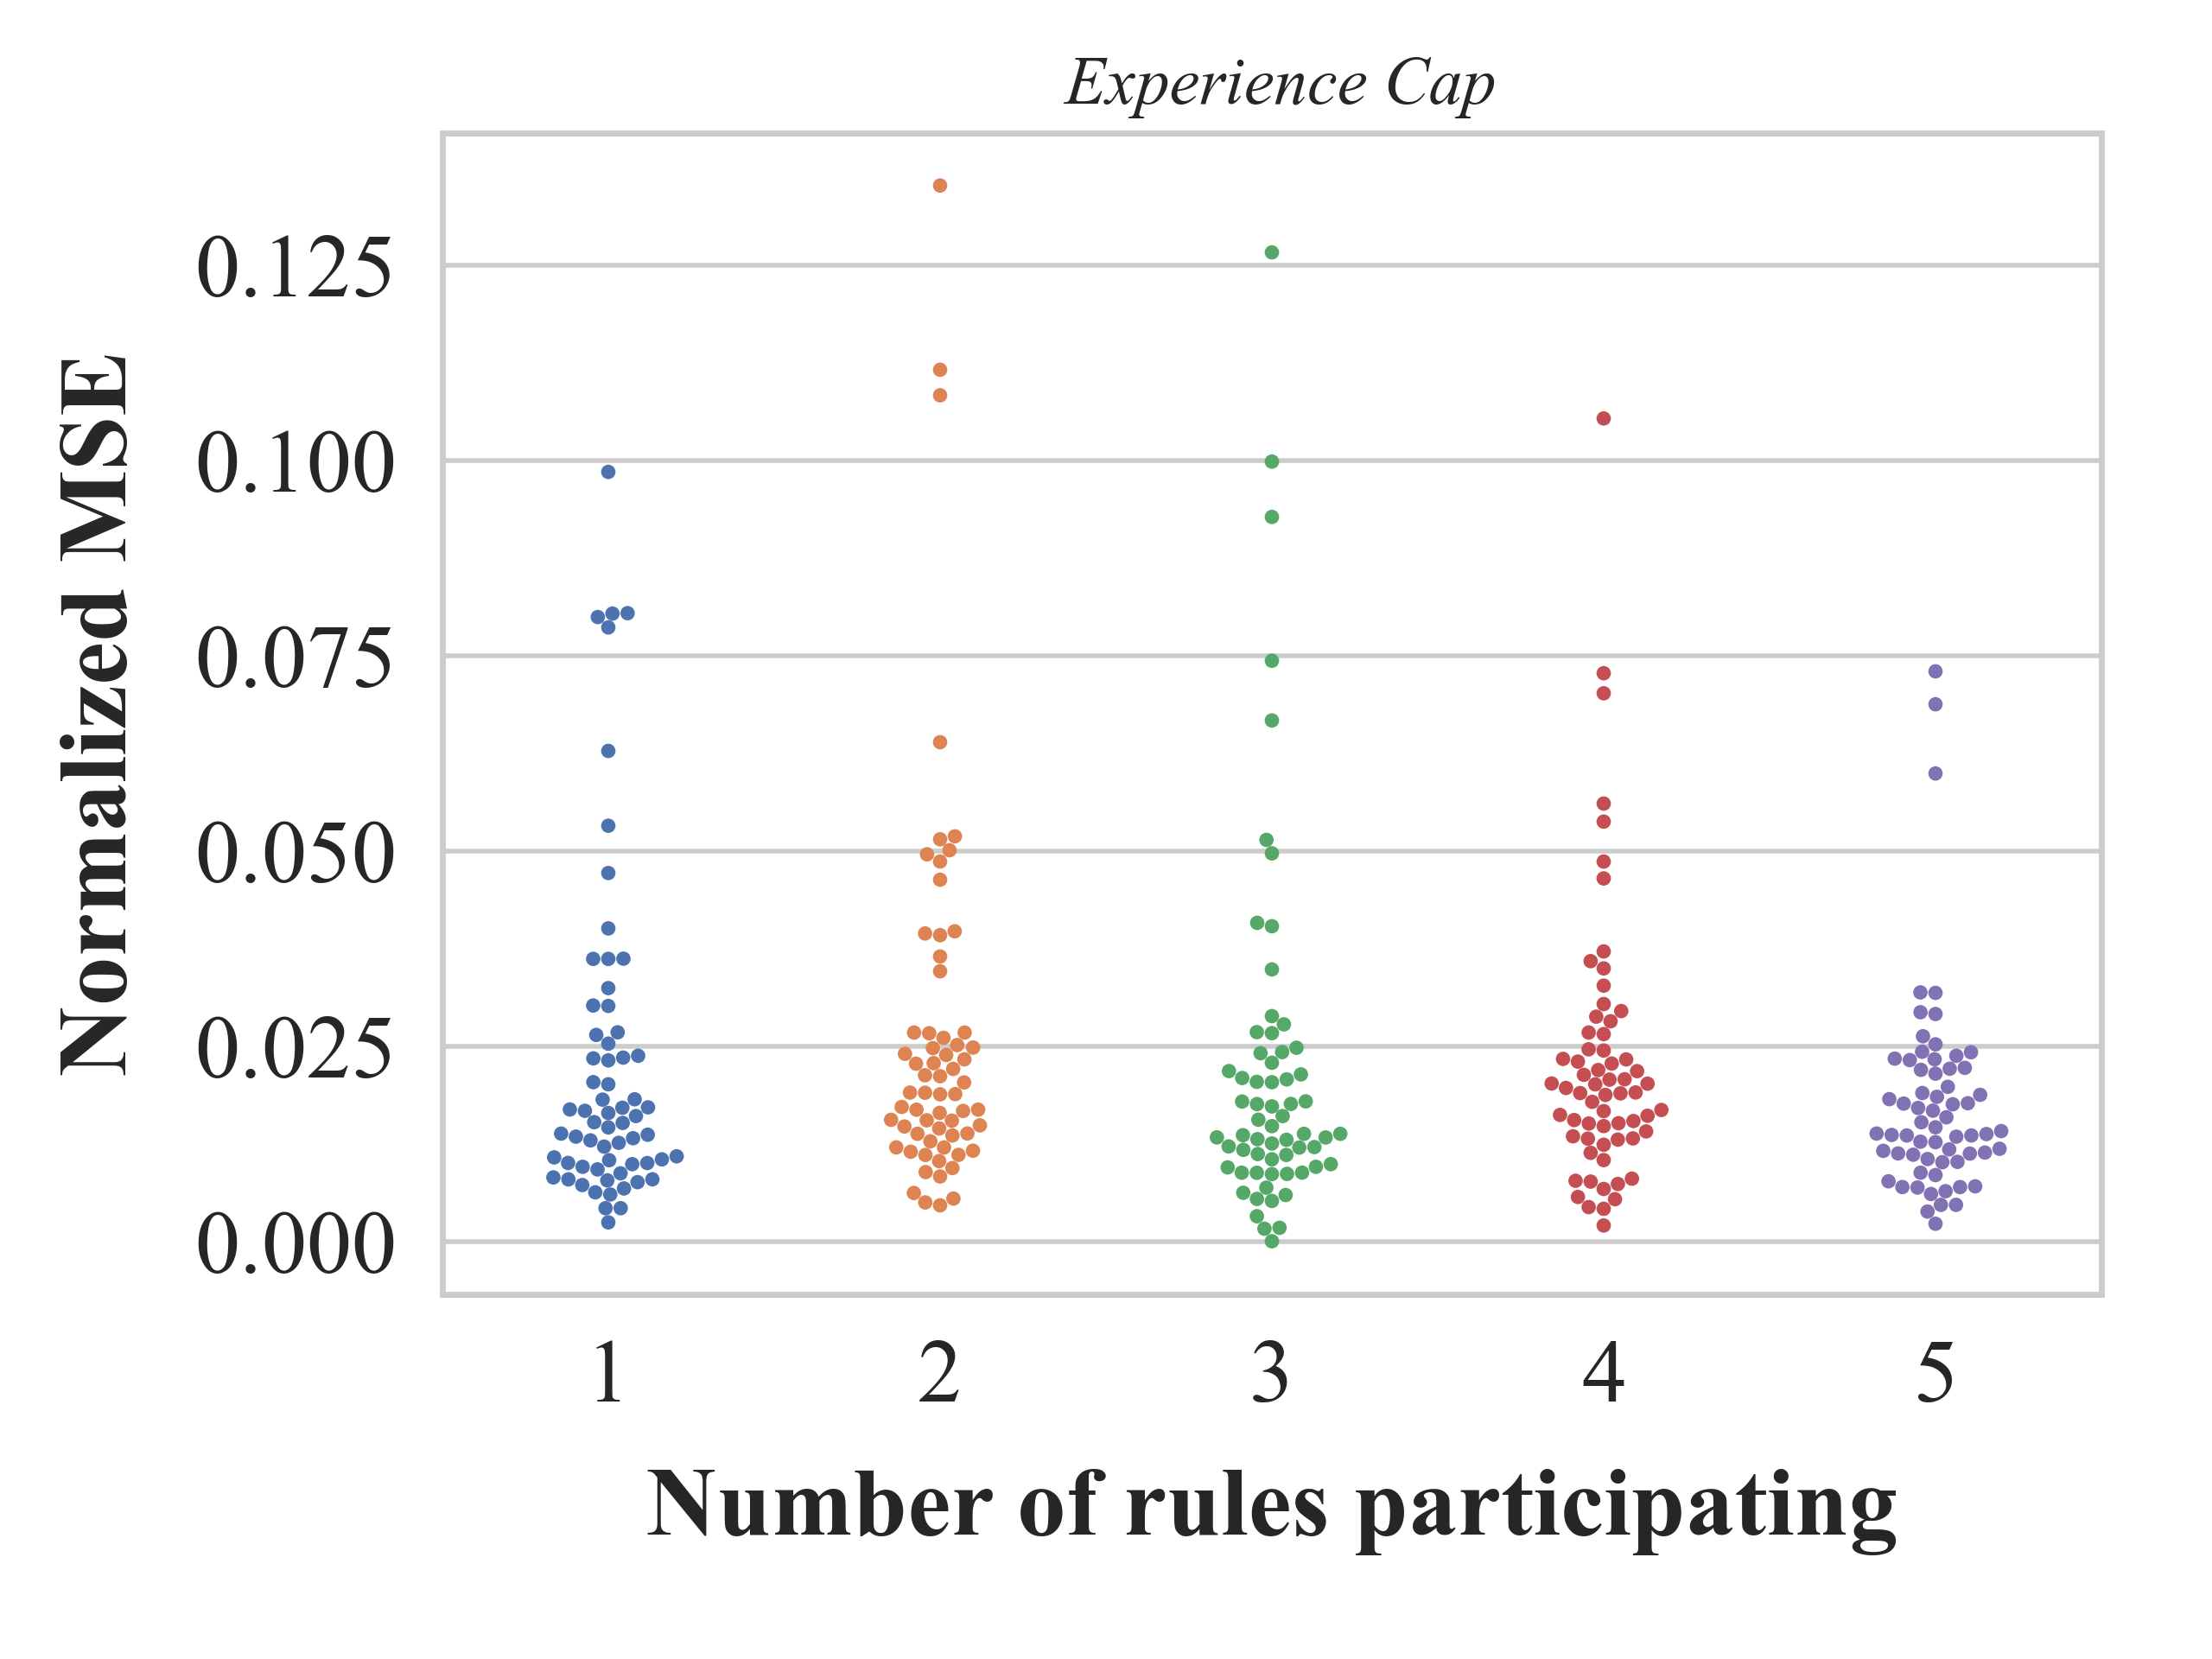 Experience Cap
Normalized MSE
0.125
0.100
0.075
0.050
0.025
0.000
1 2 3 4 5
Number of rules participating